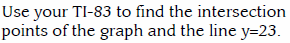 Use your TI-83 to find the intersection
points of the graph and the line y=23.